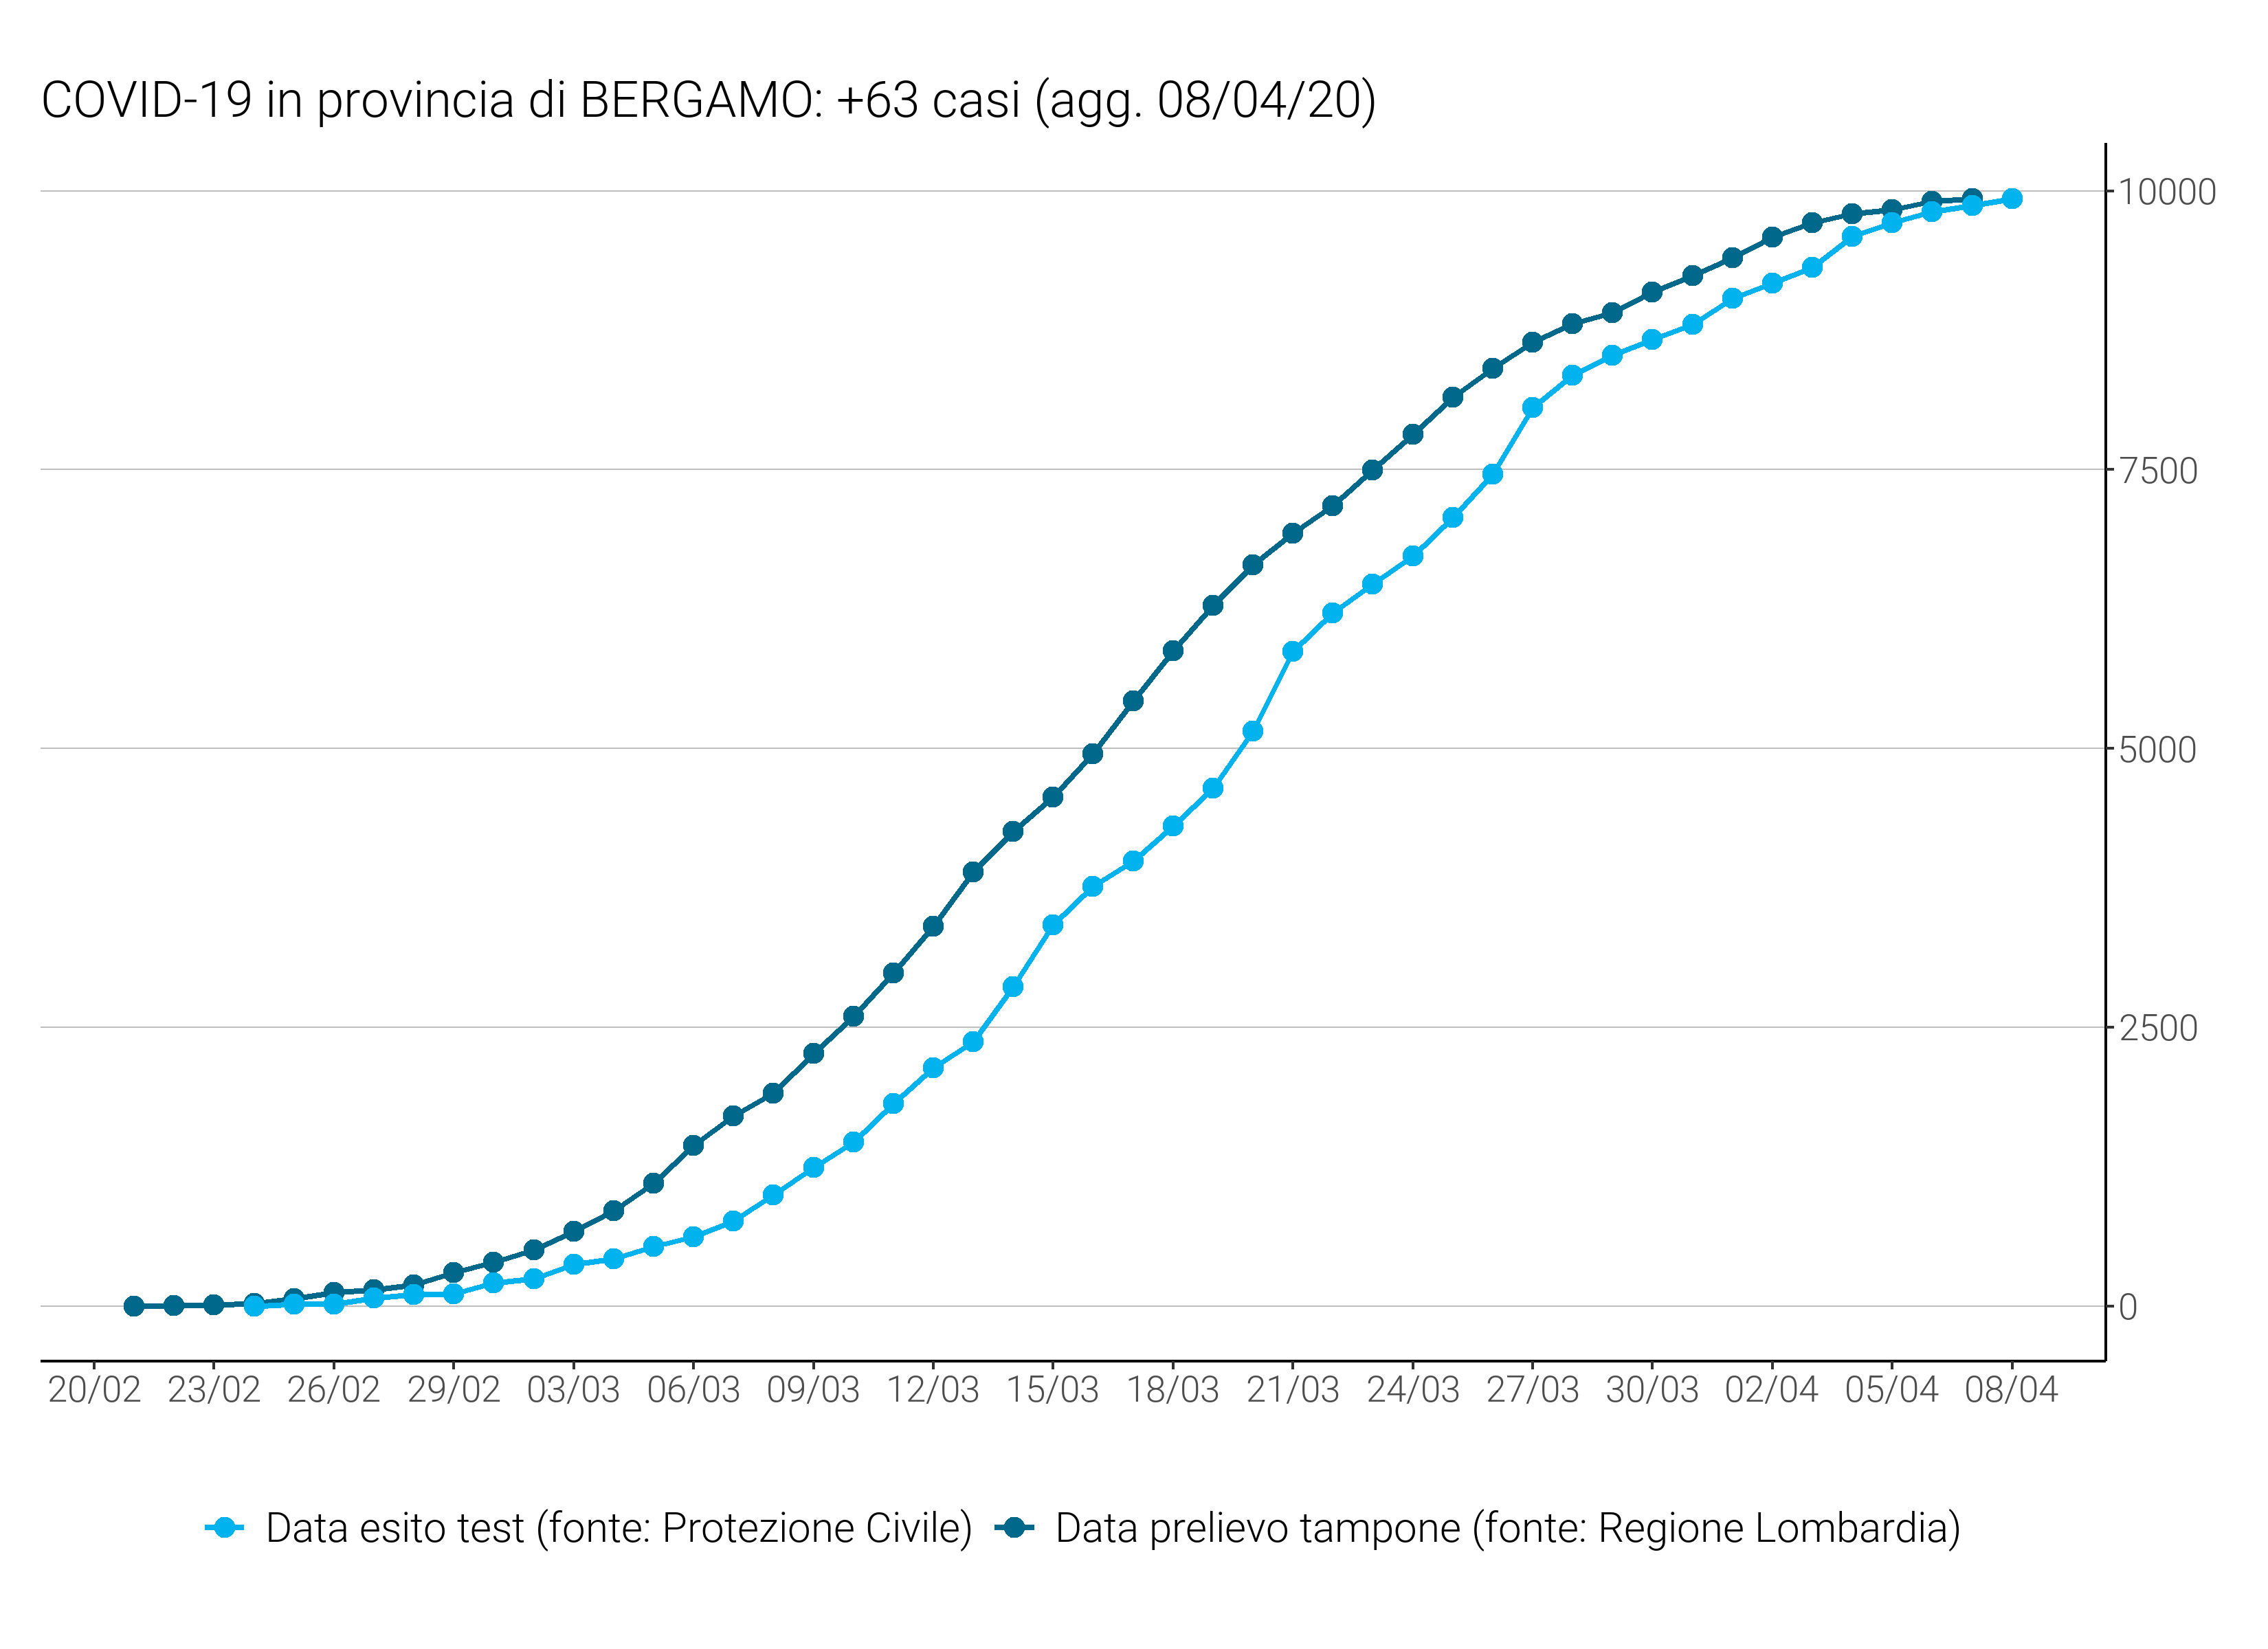 COVID-19 in provincia di BERGAMO: +63 casi (agg. 08/04/20)
10000
7500
5000
2500
0
20/02 23/02 26/02 29/02 03/03 06/03 09/03 12/03 15/03 18/03 21/03 24/03 27/03 30/03 02/04 05/04 08/04
Data esito test (fonte: Protezione Civile) Data prelievo tampone (fonte: Regione Lombardia)